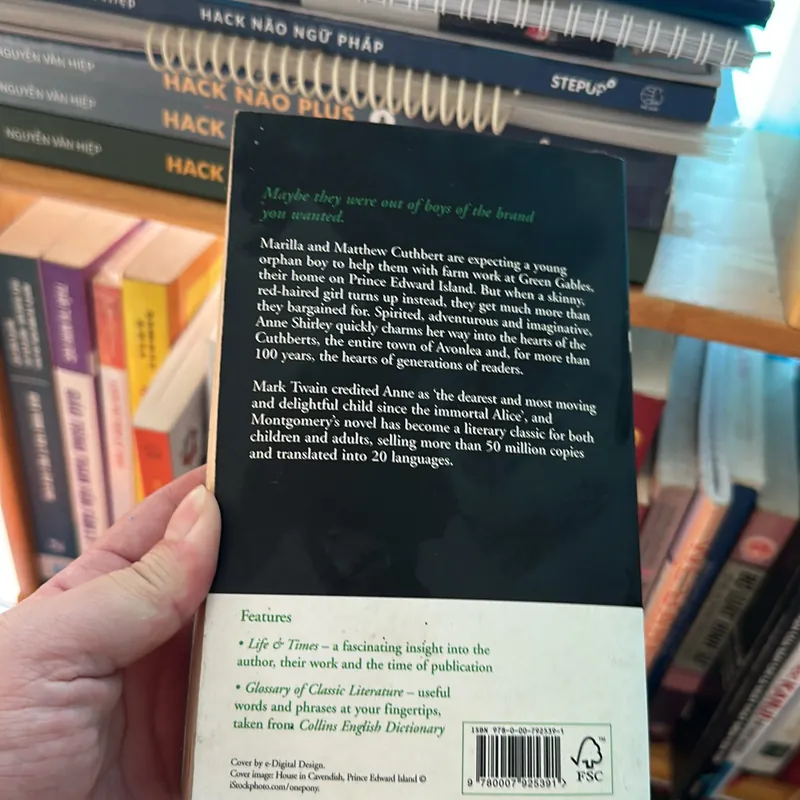 HACK NÃO NGỮ PHÁP
STEPUP
NGUYỄN VĂN HIỆP
HACK NÃO PLUS
NGUYỄN VĂN HIỆP
HACK
NGUYỄN VĂN HIỆP
HACK
Maybe they were out of boys of the brand
you wanted.
Marilla and Matthew Cuthbert are expecting a young
orphan boy to help them with farm work at Green Gables,
their home on Prince Edward Island. But when a skinny,
red-haired girl turns up instead, they get much more than
they bargained for. Spirited, adventurous and imaginative,
Anne Shirley quickly charms her way into the hearts of the
Cuthberts, the entire town of Avonlea and, for more than
100 years, the hearts of generations of readers.
Mark Twain credited Anne as 'the dearest and most moving
and delightful child since the immortal Alice', and
Montgomery's novel has become a literary classic for both
children and adults, selling more than 50 million copies
and translated into 20 languages.
Features
• Life & Times – a fascinating insight into the
author, their work and the time of publication
• Glossary of Classic Literature – useful
words and phrases at your fingertips,
taken from Collins English Dictionary
Cover by e-Digital Design.
Cover image: House in Cavendish, Prince Edward Island ©
iStockphoto.com/onepony.
ISBN 978-0-00-792539-1
9 780007 925391 >
FSC